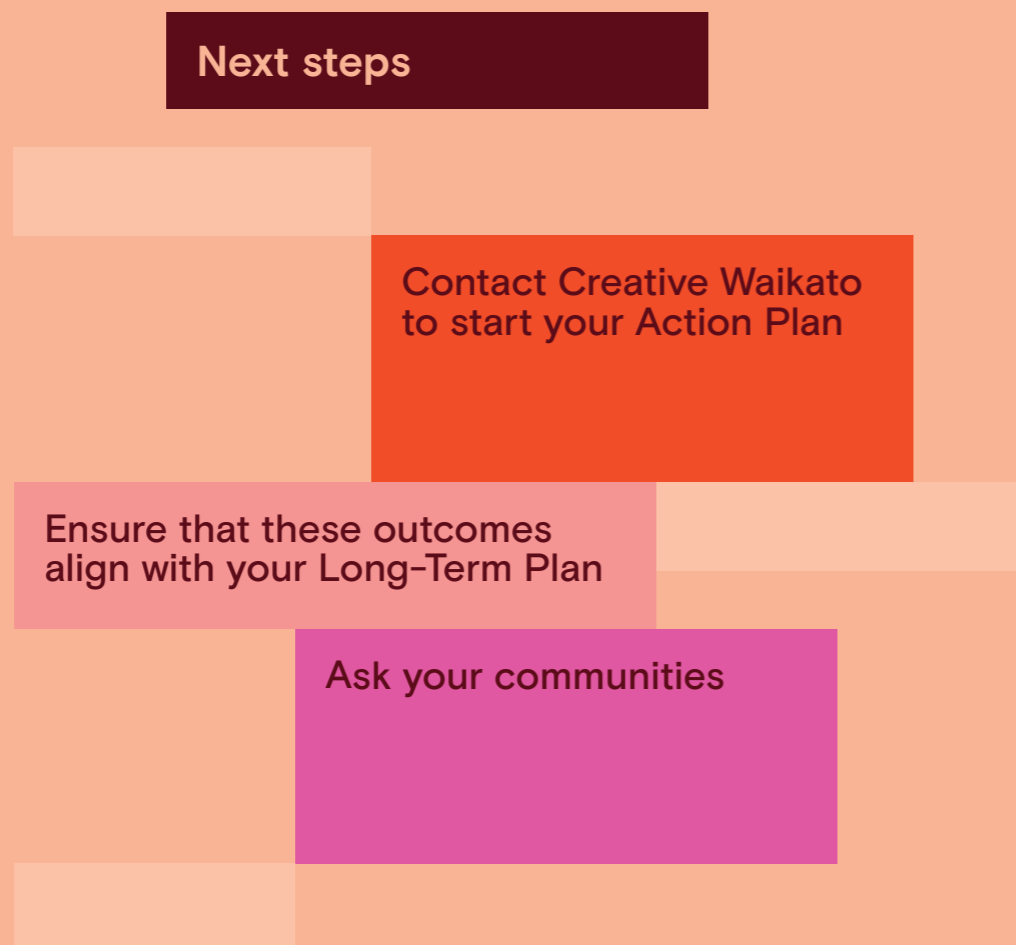 Next steps
Contact Creative Waikato
to start your Action Plan
Ensure that these outcomes
align with your Long-Term Plan
Ask your communities